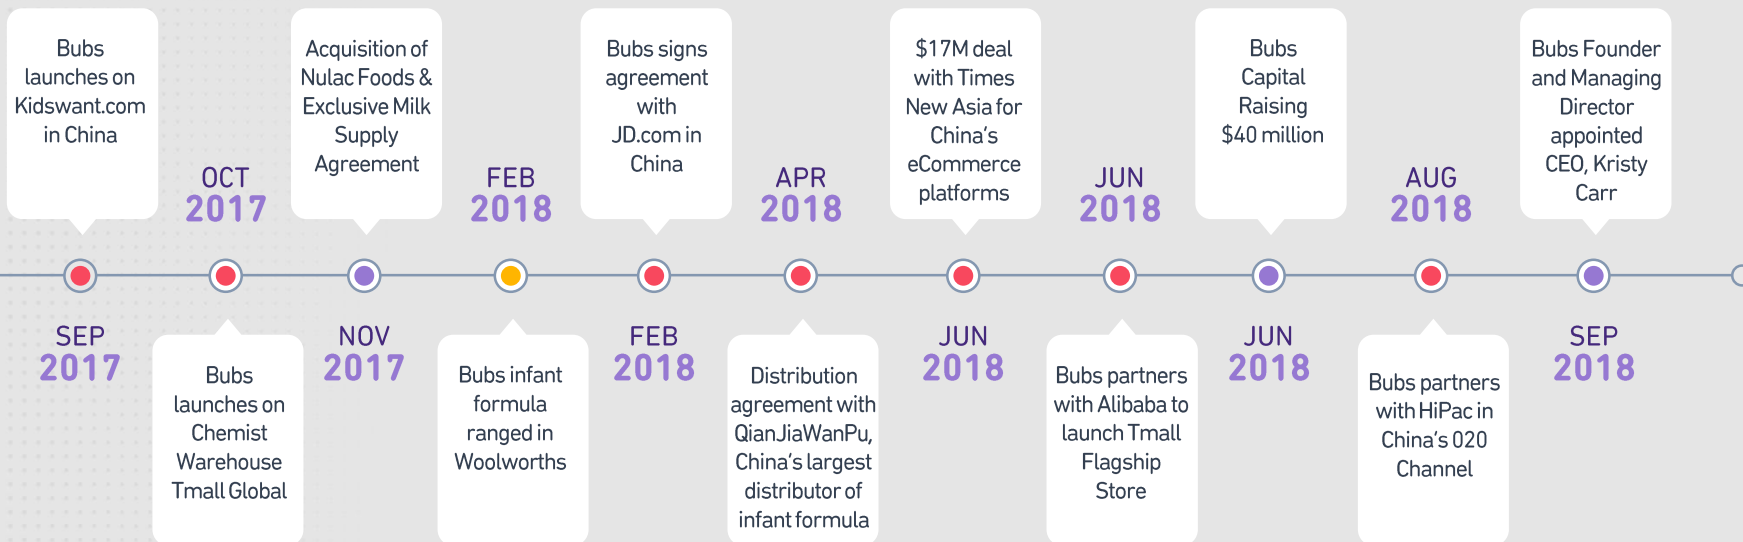 Bubs
launches on
Kidswant.com
in China
SEP
2017
OCT
2017
Bubs
launches on
Chemist
Warehouse
Tmall Global
Acquisition of
Nulac Foods &
Exclusive Milk
Supply
Agreement
NOV
2017
FEB
2018
Bubs infant
formula
ranged in
Woolworths
Bubs signs
agreement
with
JD.com in
China
FEB
2018
APR
2018
Distribution
agreement with
QianJiaWanPu,
China's largest
distributor of
infant formula
$17M deal
with Times
New Asia for
China's
eCommerce
platforms
JUN
2018
JUN
2018
Bubs partners
with Alibaba to
launch Tmall
Flagship
Store
Bubs
Capital
Raising
$40 million
JUN
2018
AUG
2018
Bubs partners
with HiPac in
China's 020
Channel
Bubs Founder
and Managing
Director
appointed
CEO, Kristy
Carr
SEP
2018